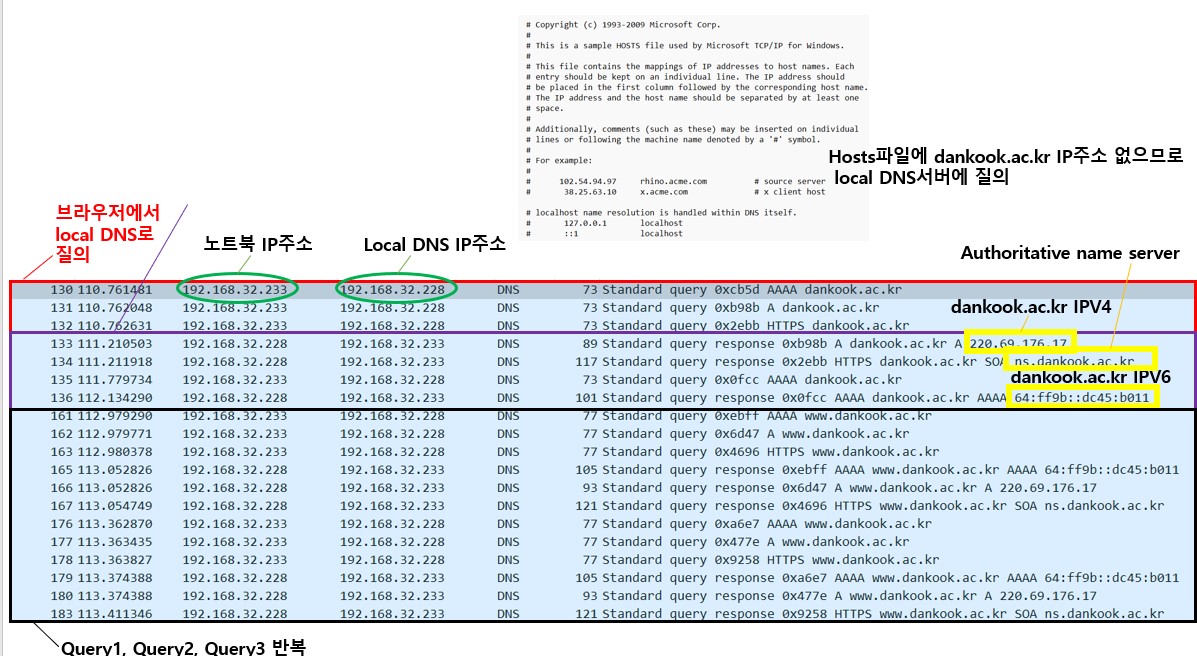 # Copyright (c) 1993-2009 Microsoft Corp.
#
# This is a sample HOSTS file used by Microsoft TCP/IP for Windows.
#
# This file contains the mappings of IP addresses to host names. Each
# entry should be kept on an individual line. The IP address should
# be placed in the first column followed by the corresponding host name.
# The IP address and the host name should be separated by at least one
# space.
#
# Additionally, comments (such as these) may be inserted on individual
# lines or following the machine name denoted by a '#' symbol.
#
# For example:
#
# 102.54.94.97 rhino.acme.com # source server
# 38.25.63.10 x.acme.com # x client host
# localhost name resolution is handled within DNS itself.
# 127.0.0.1 localhost
# ::1 localhost
Hosts파일에 dankook.ac.kr IP주소 없으므로
local DNS서버에 질의
브라우저에서
local DNS로
질의
노트북 IP주소
Local DNS IP주소
Authoritative name server
130 110.761481 192.168.32.233 192.168.32.228 DNS 73 Standard query 0xcb5d AAAA dankook.ac.kr
dankook.ac.kr IPV4
131 110.762048 192.168.32.233 192.168.32.228 DNS 73 Standard query 0xb98b A dankook.ac.kr
132 110.762631 192.168.32.233 192.168.32.228 DNS 73 Standard query 0x2ebb HTTPS dankook.ac.kr
133 111.210503 192.168.32.228 192.168.32.233 DNS 89 Standard query response 0xb98b A dankook.ac.kr A 220.69.176.17
134 111.211918 192.168.32.228 192.168.32.233 DNS 117 Standard query response 0x2ebb HTTPS dankook.ac.kr SOA ns.dankook.ac.kr
dankook.ac.kr IPV6
135 111.779734 192.168.32.233 192.168.32.228 DNS 73 Standard query 0x0fcc AAAA dankook.ac.kr
136 112.134290 192.168.32.228 192.168.32.233 DNS 101 Standard query response 0x0fcc AAAA dankook.ac.kr AAAA 64:ff9b::dc45:b011
161 112.979290 192.168.32.233 192.168.32.228 DNS 77 Standard query 0xebff AAAA www.dankook.ac.kr
162 112.979771 192.168.32.233 192.168.32.228 DNS 77 Standard query 0x6d47 A www.dankook.ac.kr
163 112.980378 192.168.32.233 192.168.32.228 DNS 77 Standard query 0x4696 HTTPS www.dankook.ac.kr
165 113.052826 192.168.32.228 192.168.32.233 DNS 105 Standard query response 0xebff AAAA www.dankook.ac.kr AAAA 64:ff9b::dc45:b011
166 113.052826 192.168.32.228 192.168.32.233 DNS 93 Standard query response 0x6d47 A www.dankook.ac.kr A 220.69.176.17
167 113.054749 192.168.32.228 192.168.32.233 DNS 121 Standard query response 0x4696 HTTPS www.dankook.ac.kr SOA ns.dankook.ac.kr
176 113.362870 192.168.32.233 192.168.32.228 DNS 77 Standard query 0xa6e7 AAAA www.dankook.ac.kr
177 113.363435 192.168.32.233 192.168.32.228 DNS 77 Standard query 0x477e A www.dankook.ac.kr
178 113.363827 192.168.32.233 192.168.32.228 DNS 77 Standard query 0x9258 HTTPS www.dankook.ac.kr
179 113.374388 192.168.32.228 192.168.32.233 DNS 105 Standard query response 0xa6e7 AAAA www.dankook.ac.kr AAAA 64:ff9b::dc45:b011
180 113.374388 192.168.32.228 192.168.32.233 DNS 93 Standard query response 0x477e A www.dankook.ac.kr A 220.69.176.17
183 113.411346 192.168.32.228 192.168.32.233 DNS 121 Standard query response 0x9258 HTTPS www.dankook.ac.kr SOA ns.dankook.ac.kr
Query1, Query2, Query3 반복